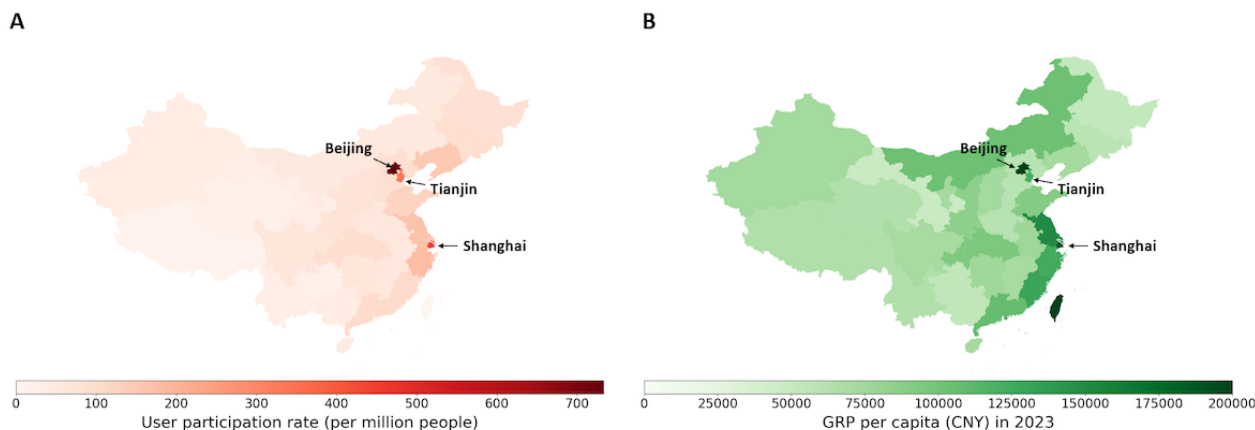 A
Beijing
Tianjin
Shanghai
0 100 200 300 400 500 600 700
User participation rate (per million people)
B
Beijing
Tianjin
Shanghai
0 25000 50000 75000 100000 125000 150000 175000 200000
GRP per capita (CNY) in 2023